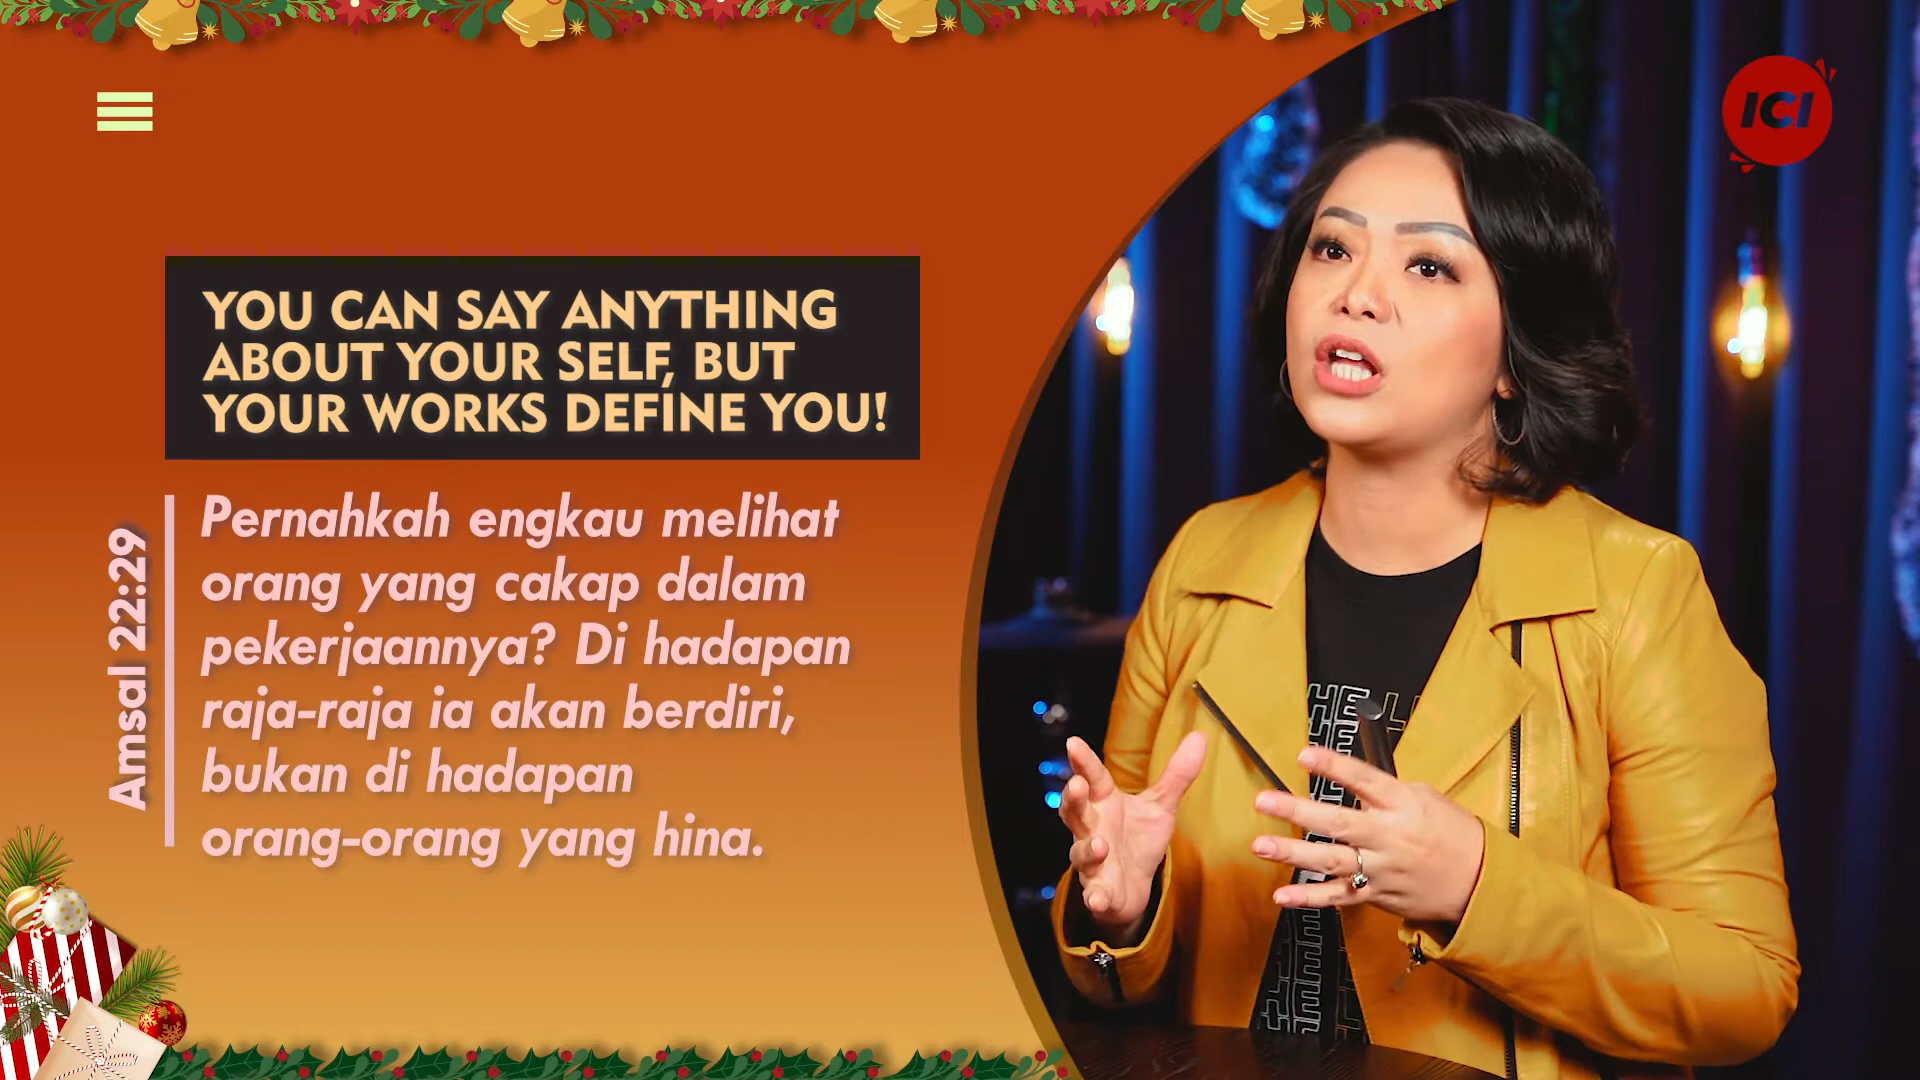 ICI
YOU CAN SAY ANYTHING
ABOUT YOUR SELF, BUT
YOUR WORKS DEFINE YOU!
Amsal 22:29
Pernahkah engkau melihat
orang yang cakap dalam
pekerjaannya? Di hadapan
raja-raja ia akan berdiri,
bukan di hadapan
orang-orang yang hina.